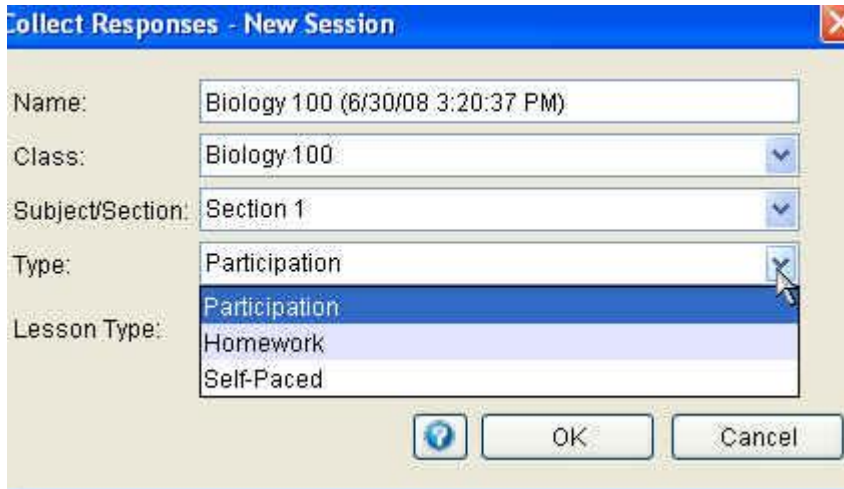 Collect Responses - New Session
Name: Biology 100 (6/30/08 3:20:37 PM)
Class: Biology 100
Subject/Section: Section 1
Type: Participation
Participation
Lesson Type:
Homework
Self-Paced
? OK Cancel